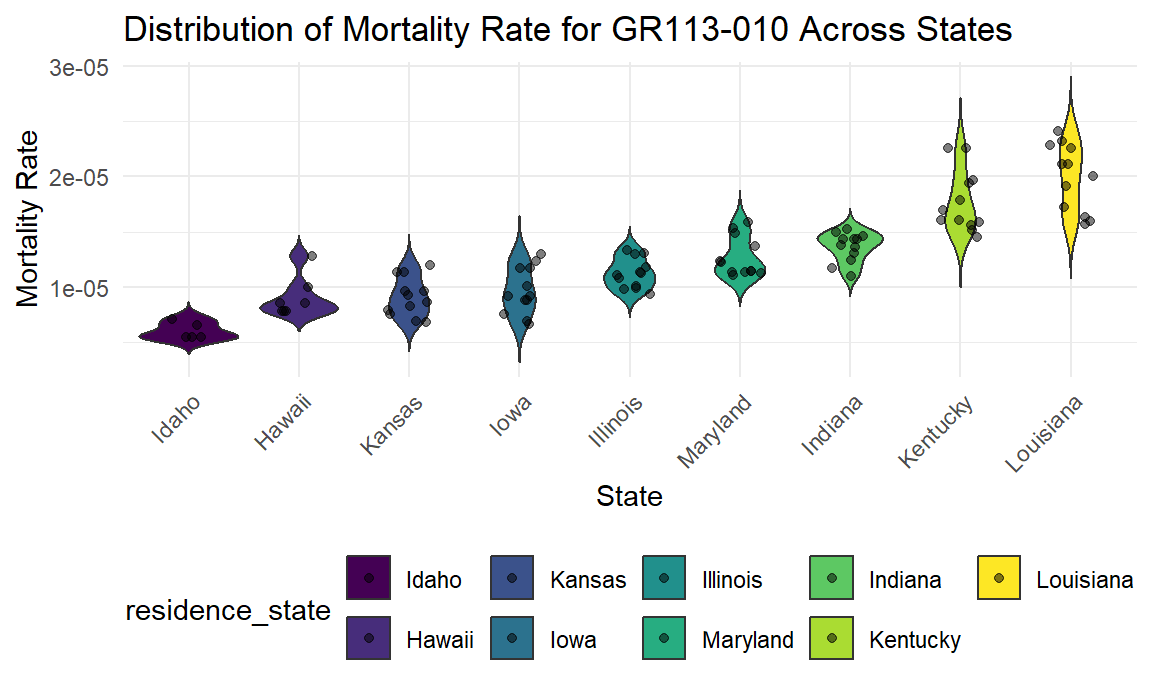 Distribution of Mortality Rate for GR113-010 Across States
3e-05
2e-05
1e-05
Mortality Rate
Idaho
Hawaii
Kansas
Iowa
Illinois
Maryland
Indiana
Kentucky
Louisiana
State
residence_state
Idaho
Kansas
Illinois
Indiana
Louisiana
Hawaii
Iowa
Maryland
Kentucky